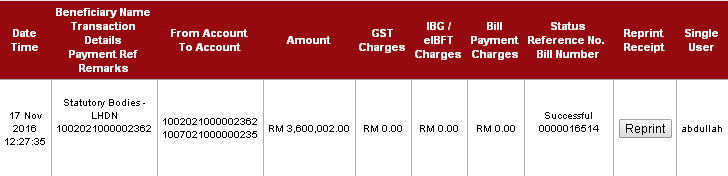 Date
Time
Beneficiary Name
Transaction
Details
Payment Ref
Remarks
From Account
To Account
Amount
GST
Charges
IBG /
eIBFT
Charges
Bill
Payment
Charges
Status
Reference No.
Bill Number
Reprint
Receipt
Single
User
17 Nov
2016
12:27:35
Statutory Bodies -
LHDN
1002021000002362
1002021000002362
1007021000000235
RM 3,600,002.00
RM 0.00
RM 0.00
RM 0.00
Successful
0000016514
Reprint
abdullah